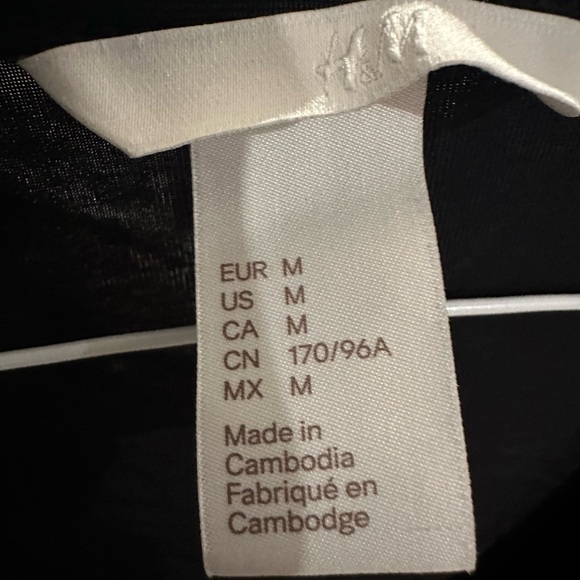 H&M
EUR M
US M
CA M
CN 170/96A
MX M
Made in
Cambodia
Fabriqué en
Cambodge